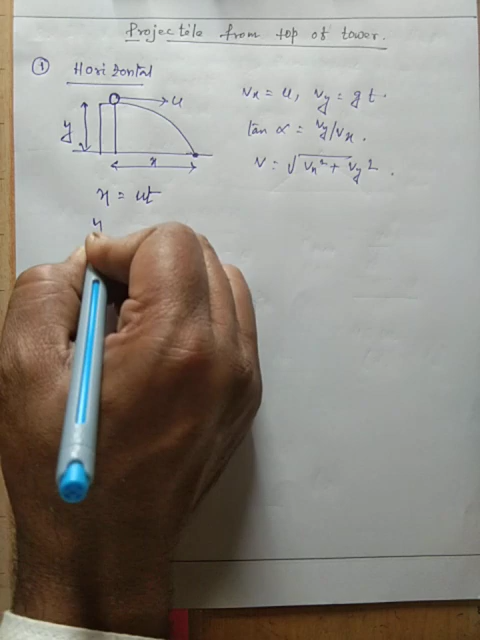 Projectile from top of tower.
① Horizontal
u
y
x
x = ut
y
Vx = u, Vy = gt.
tan α = Vy/Vx.
V = √Vx² + Vy² .